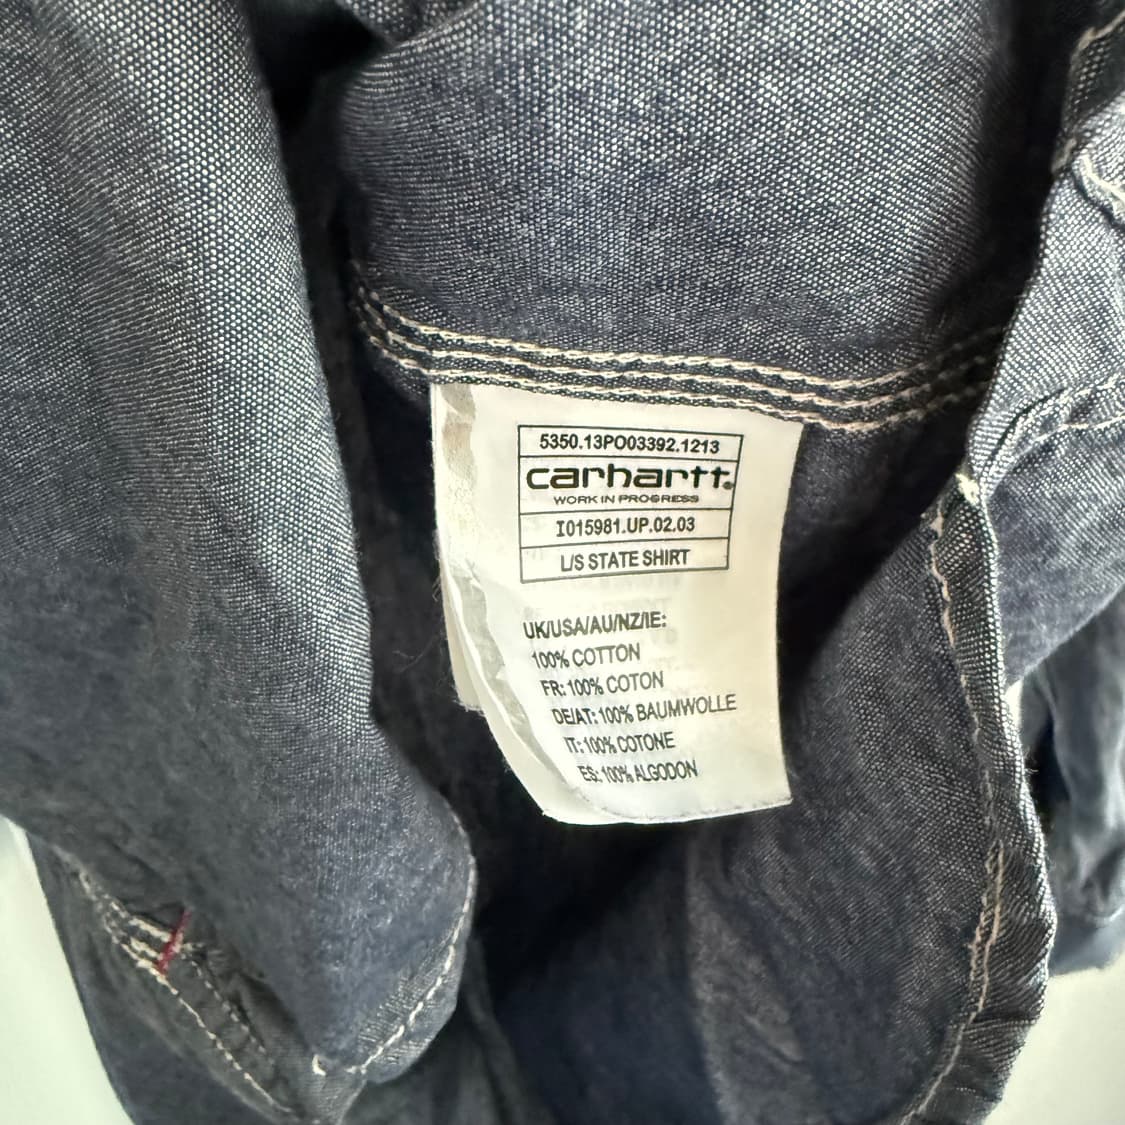 5350.13PO03392.1213
carhartt®
WORK IN PROGRESS
I015981.UP.02.03
L/S STATE SHIRT
UK/USA/AU/NZ/IE:
100% COTTON
FR: 100% COTON
DE/AT: 100% BAUMWOLLE
IT: 100% COTONE
ES: 100% ALGODON